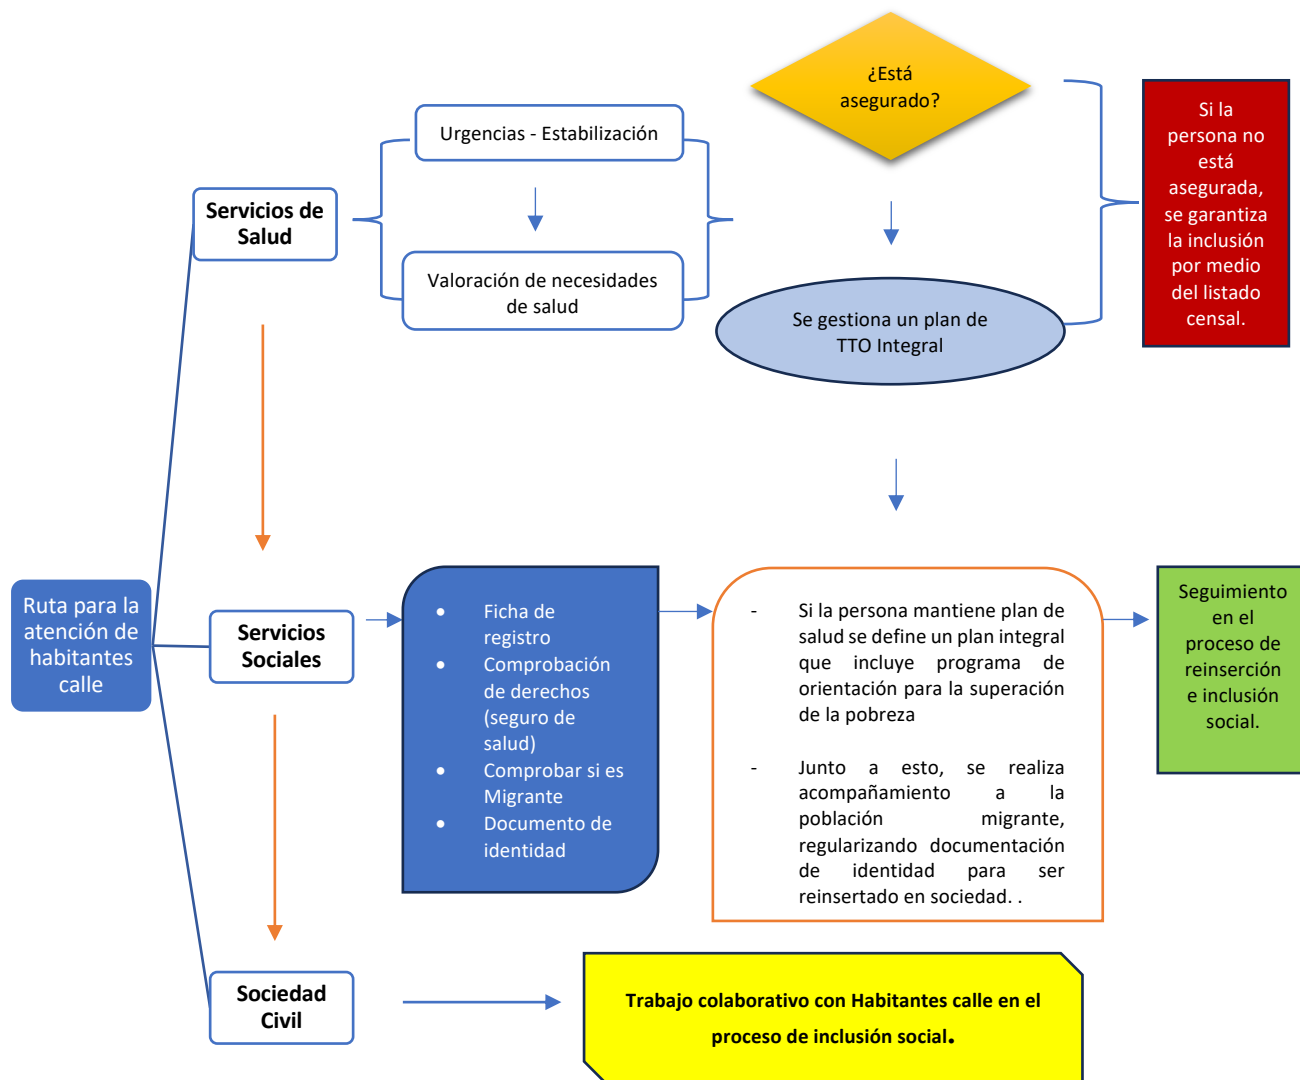 ¿Está
asegurado?
Si la
persona no
está
asegurada,
se garantiza
la inclusión
por medio
del listado
censal.
Urgencias - Estabilización
Servicios de
Salud
Valoración de necesidades
de salud
Se gestiona un plan de
TTO Integral
Ruta para la
atención de
habitantes
calle
Servicios
Sociales
• Ficha de
registro
• Comprobación
de derechos
(seguro de
salud)
• Comprobar si es
Migrante
• Documento de
identidad
- Si la persona mantiene plan de
salud se define un plan integral
que incluye programa de
orientación para la superación
de la pobreza
- Junto a esto, se realiza
acompañamiento a la
población migrante,
regularizando documentación
de identidad para ser
reinsertado en sociedad. .
Seguimiento
en el
proceso de
reinserción
e inclusión
social.
Sociedad
Civil
Trabajo colaborativo con Habitantes calle en el
proceso de inclusión social.